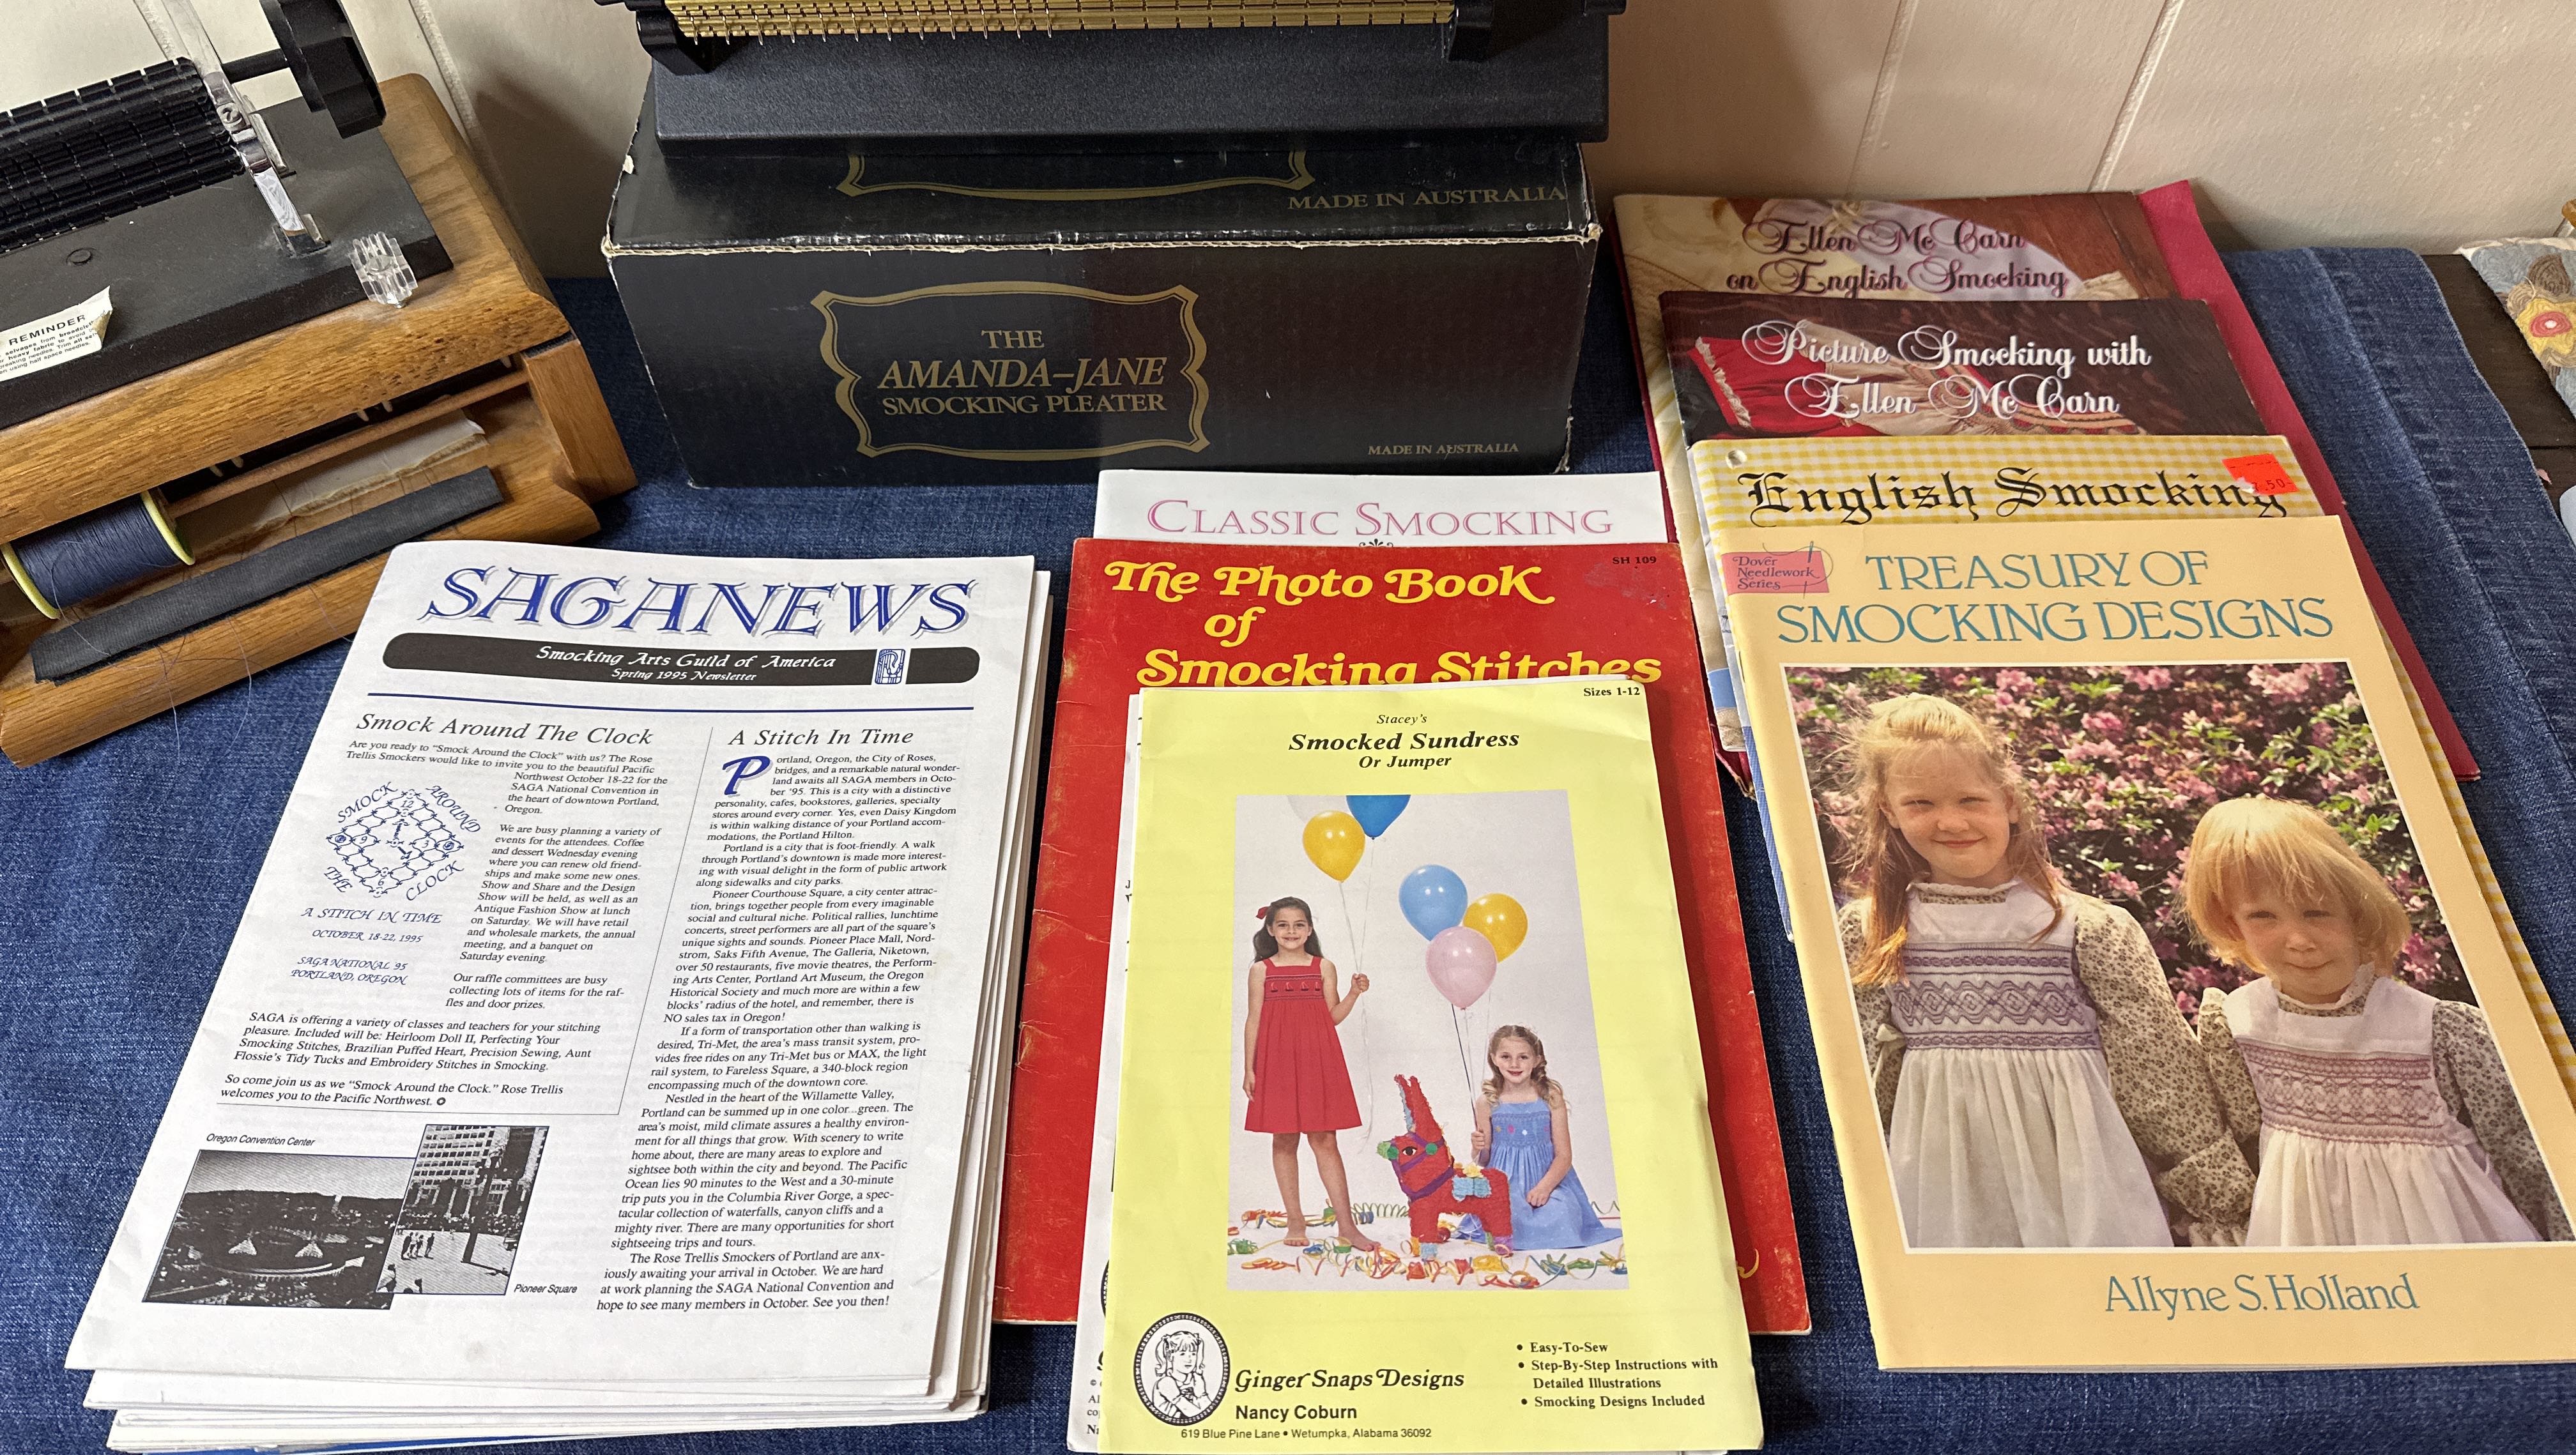 REMINDER
MADE IN AUSTRALIA
THE
AMANDA-JANE
SMOCKING PLEATER
MADE IN AUSTRALIA
Ellen McCarn
on English Smocking
Picture Smocking with
Ellen McCarn
English Smocking
7.50
Dover
Needlework
Series
TREASURY OF
SMOCKING DESIGNS
Allyne S. Holland
CLASSIC SMOCKING
SH 109
The Photo Book
of
Smocking Stitches
Sizes 1-12
Stacey's
Smocked Sundress
Or Jumper
Ginger Snaps Designs
Nancy Coburn
619 Blue Pine Lane • Wetumpka, Alabama 36092
• Easy-To-Sew
• Step-By-Step Instructions with
Detailed Illustrations
• Smocking Designs Included
SAGANEWS
Smocking Arts Guild of America
Spring 1995 Newsletter
Smock Around The Clock
Are you ready to "Smock Around the Clock" with us? The Rose
Trellis Smockers would like to invite you to the beautiful Pacific
Northwest October 18-22 for the
SAGA National Convention in
the heart of downtown Portland,
Oregon.
We are busy planning a variety of
events for the attendees. Coffee
and dessert Wednesday evening
where you can renew old friend-
ships and make some new ones.
Show and Share and the Design
Show will be held, as well as an
Antique Fashion Show at lunch
on Saturday. We will have retail
and wholesale markets, the annual
meeting, and a banquet on
Saturday evening.
Our raffle committees are busy
collecting lots of items for the raf-
fles and door prizes.
SMOCK AROUND
THE CLOCK
12
3
6
9
A STITCH IN TIME
OCTOBER 18-22, 1995
SAGA NATIONAL 95
PORTLAND, OREGON
SAGA is offering a variety of classes and teachers for your stitching
pleasure. Included will be: Heirloom Doll II, Perfecting Your
Smocking Stitches, Brazilian Puffed Heart, Precision Sewing, Aunt
Flossie's Tidy Tucks and Embroidery Stitches in Smocking.
So come join us as we "Smock Around the Clock." Rose Trellis
welcomes you to the Pacific Northwest.
Oregon Convention Center
Pioneer Square
A Stitch In Time
Portland, Oregon, the City of Roses,
bridges, and a remarkable natural wonder-
land awaits all SAGA members in Octo-
ber '95. This is a city with a distinctive
personality, cafes, bookstores, galleries, specialty
stores around every corner. Yes, even Daisy Kingdom
is within walking distance of your Portland accom-
modations, the Portland Hilton.
Portland is a city that is foot-friendly. A walk
through Portland's downtown is made more interest-
ing with visual delight in the form of public artwork
along sidewalks and city parks.
Pioneer Courthouse Square, a city center attrac-
tion, brings together people from every imaginable
social and cultural niche. Political rallies, lunchtime
concerts, street performers are all part of the square's
unique sights and sounds. Pioneer Place Mall, Nord-
strom, Saks Fifth Avenue, The Galleria, Niketown,
over 50 restaurants, five movie theatres, the Perform-
ing Arts Center, Portland Art Museum, the Oregon
Historical Society and much more are within a few
blocks' radius of the hotel, and remember, there is
NO sales tax in Oregon!
If a form of transportation other than walking is
desired, Tri-Met, the area's mass transit system, pro-
vides free rides on any Tri-Met bus or MAX, the light
rail system, to Fareless Square, a 340-block region
encompassing much of the downtown core.
Nestled in the heart of the Willamette Valley,
Portland can be summed up in one color...green. The
area's moist, mild climate assures a healthy environ-
ment for all things that grow. With scenery to write
home about, there are many areas to explore and
sightsee both within the city and beyond. The Pacific
Ocean lies 90 minutes to the West and a 30-minute
trip puts you in the Columbia River Gorge, a spec-
tacular collection of waterfalls, canyon cliffs and a
mighty river. There are many opportunities for short
sightseeing trips and tours.
The Rose Trellis Smockers of Portland are anx-
iously awaiting your arrival in October. We are hard
at work planning the SAGA National Convention and
hope to see many members in October. See you then!